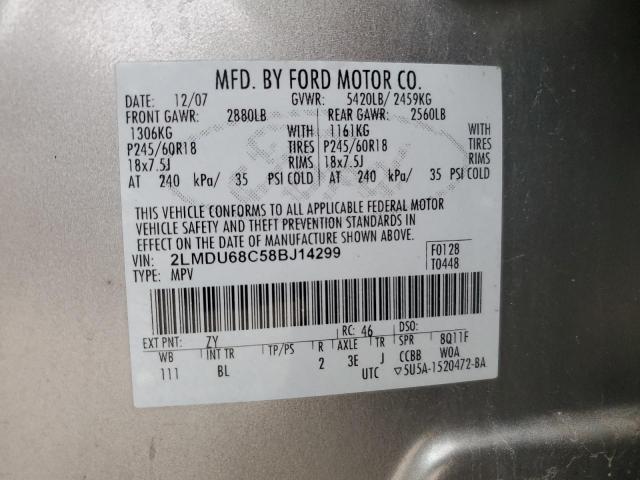 MFD. BY FORD MOTOR CO.
DATE: 12/07 GVWR: 5420LB/ 2459KG
FRONT GAWR: 2880LB REAR GAWR: 2560LB
1306KG WITH 1161KG WITH
P245/60R18 TIRES P245/60R18 TIRES
18x7.5J RIMS 18x7.5J RIMS
AT 240 kPa/ 35 PSI COLD AT 240 kPa/ 35 PSI COLD
THIS VEHICLE CONFORMS TO ALL APPLICABLE FEDERAL MOTOR
VEHICLE SAFETY AND THEFT PREVENTION STANDARDS IN
EFFECT ON THE DATE OF MANUFACTURE SHOWN ABOVE.
VIN: 2LMDU68C58BJ14299 F0128
TYPE: MPV T0448
EXT PNT: ZY RC: 46 DSO:
WB INT TR TP/PS R AXLE TR SPR 8Q11F
111 BL 2 3E J CCBB WOA
UTC ▽5U5A-1520472-BA